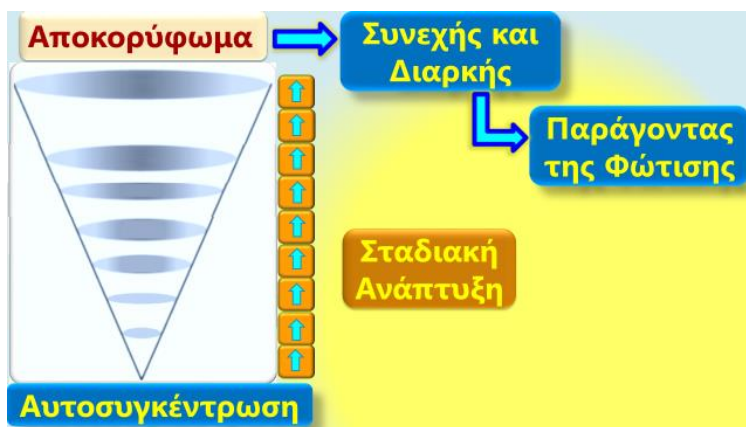 Αποκορύφωμα
Συνεχής και
Διαρκής
Παράγοντας
της Φώτισης
Σταδιακή
Ανάπτυξη
Αυτοσυγκέντρωση